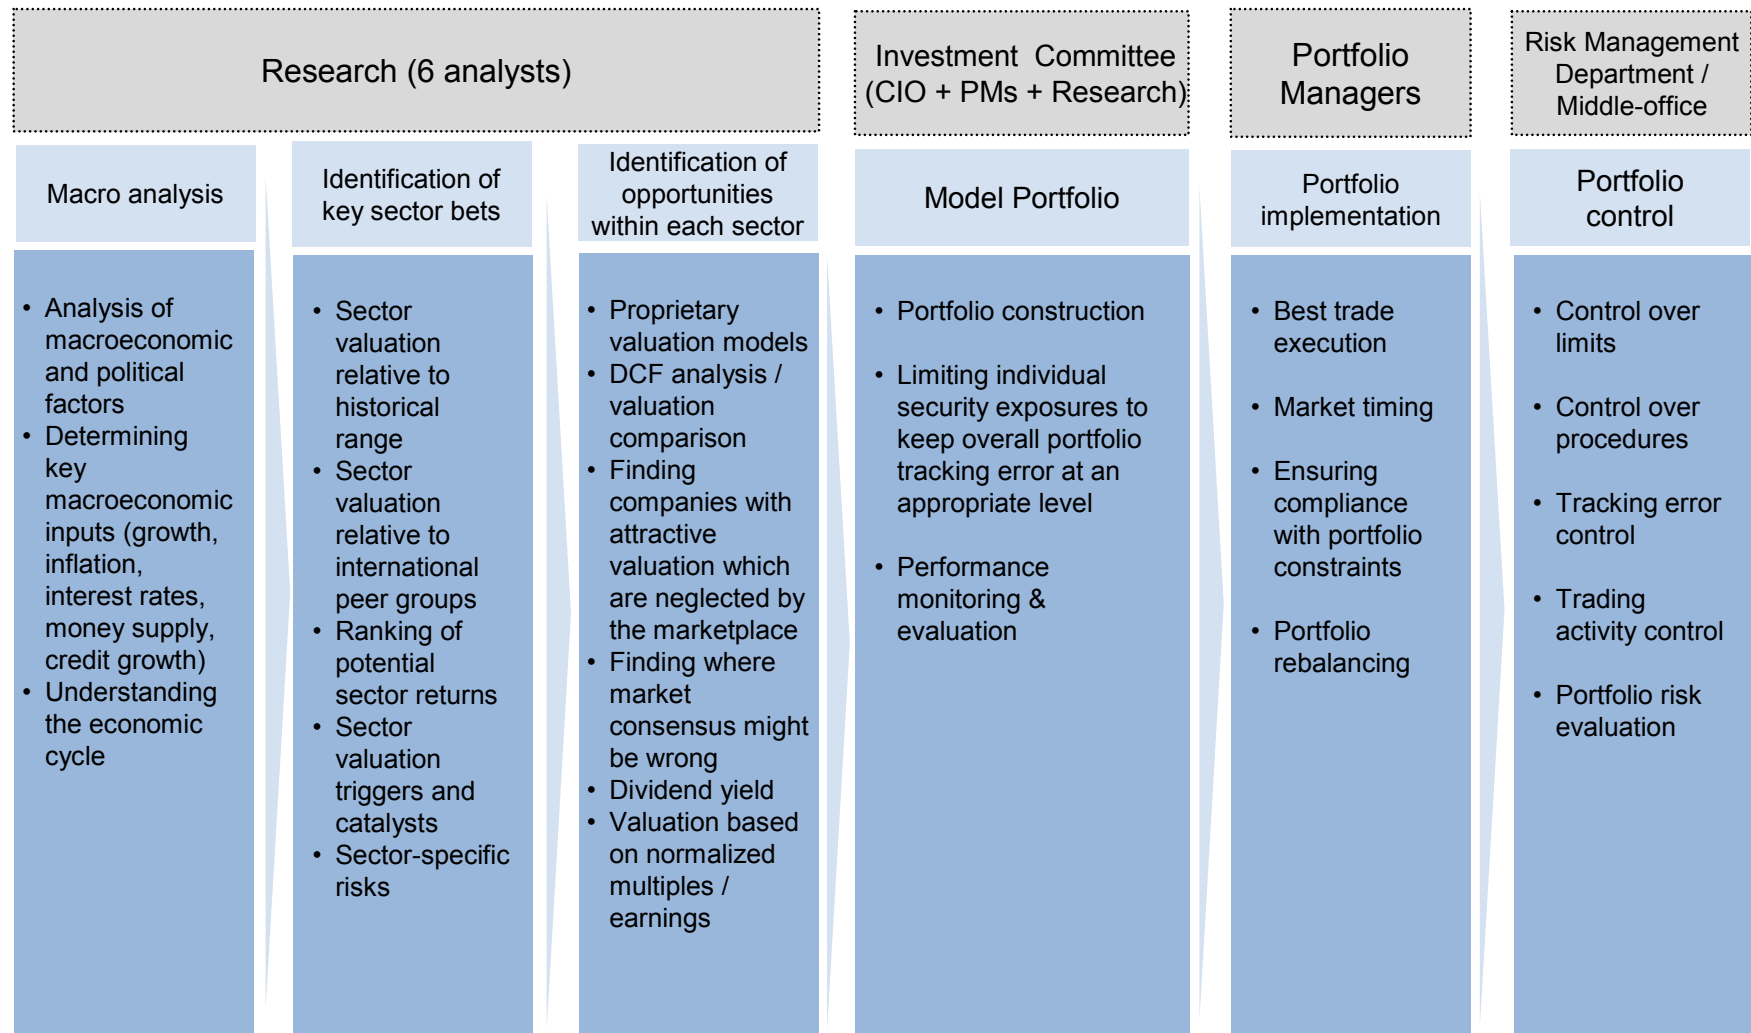 Research (6 analysts)
Investment Committee
(CIO + PMs + Research)
Portfolio
Managers
Risk Management
Department /
Middle-office
Macro analysis
Identification of
key sector bets
Identification of
opportunities
within each sector
Model Portfolio
Portfolio
implementation
Portfolio
control
• Analysis of
macroeconomic
and political
factors
• Determining
key
macroeconomic
inputs (growth,
inflation,
interest rates,
money supply,
credit growth)
• Understanding
the economic
cycle
• Sector
valuation
relative to
historical
range
• Sector
valuation
relative to
international
peer groups
• Ranking of
potential
sector returns
• Sector
valuation
triggers and
catalysts
• Sector-specific
risks
• Proprietary
valuation models
• DCF analysis /
valuation
comparison
• Finding
companies with
attractive
valuation which
are neglected by
the marketplace
• Finding where
market
consensus might
be wrong
• Dividend yield
• Valuation based
on normalized
multiples /
earnings
• Portfolio construction
• Limiting individual
security exposures to
keep overall portfolio
tracking error at an
appropriate level
• Performance
monitoring &
evaluation
• Best trade
execution
• Market timing
• Ensuring
compliance
with portfolio
constraints
• Portfolio
rebalancing
• Control over
limits
• Control over
procedures
• Tracking error
control
• Trading
activity control
• Portfolio risk
evaluation